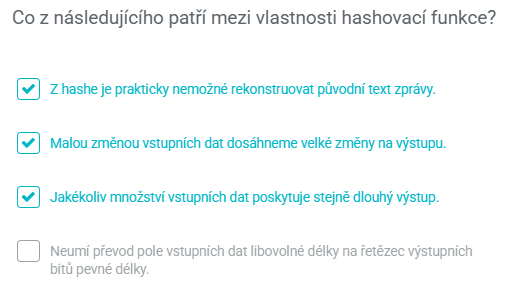 Co z následujícího patří mezi vlastnosti hashovací funkce?
Z hashe je prakticky nemožné rekonstruovat původní text zprávy.
Malou změnou vstupních dat dosáhneme velké změny na výstupu.
Jakékoliv množství vstupních dat poskytuje stejně dlouhý výstup.
Neumí převod pole vstupních dat libovolné délky na řetězec výstupních
bitů pevné délky.